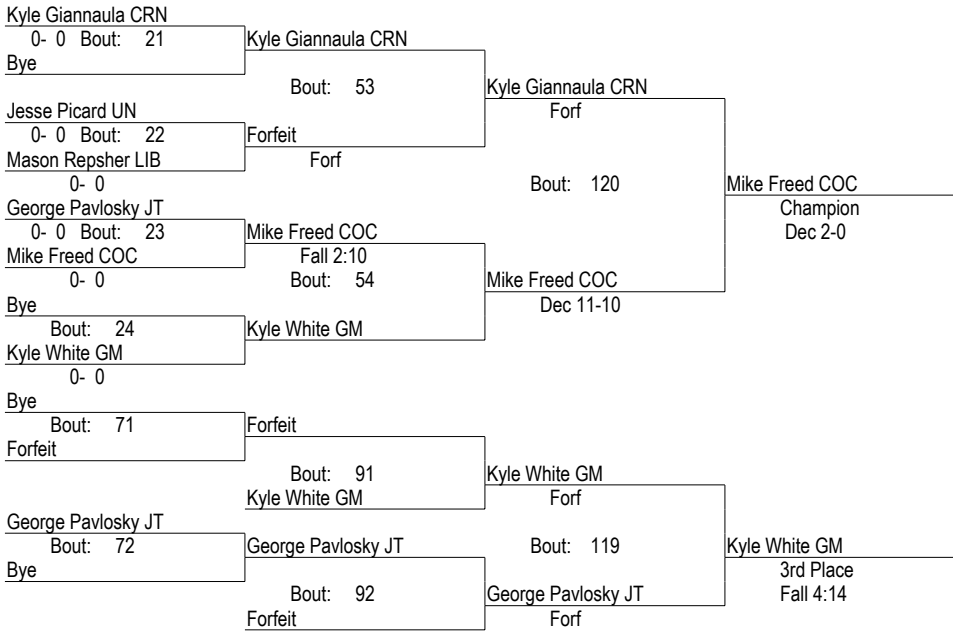 Kyle Giannaula CRN
0- 0 Bout: 21
Kyle Giannaula CRN
Bye
Bout: 53
Kyle Giannaula CRN
Jesse Picard UN
Forf
0- 0 Bout: 22
Forfeit
Mason Repsher LIB
Forf
0- 0
Bout: 120
Mike Freed COC
George Pavlosky JT
Champion
0- 0 Bout: 23
Mike Freed COC
Dec 2-0
Mike Freed COC
Fall 2:10
0- 0
Bout: 54
Mike Freed COC
Bye
Dec 11-10
Bout: 24
Kyle White GM
Kyle White GM
0- 0
Bye
Bout: 71
Forfeit
Forfeit
Bout: 91
Kyle White GM
Kyle White GM
Forf
George Pavlosky JT
Bout: 72
George Pavlosky JT
Bout: 119
Kyle White GM
Bye
3rd Place
Bout: 92
George Pavlosky JT
Fall 4:14
Forfeit
Forf